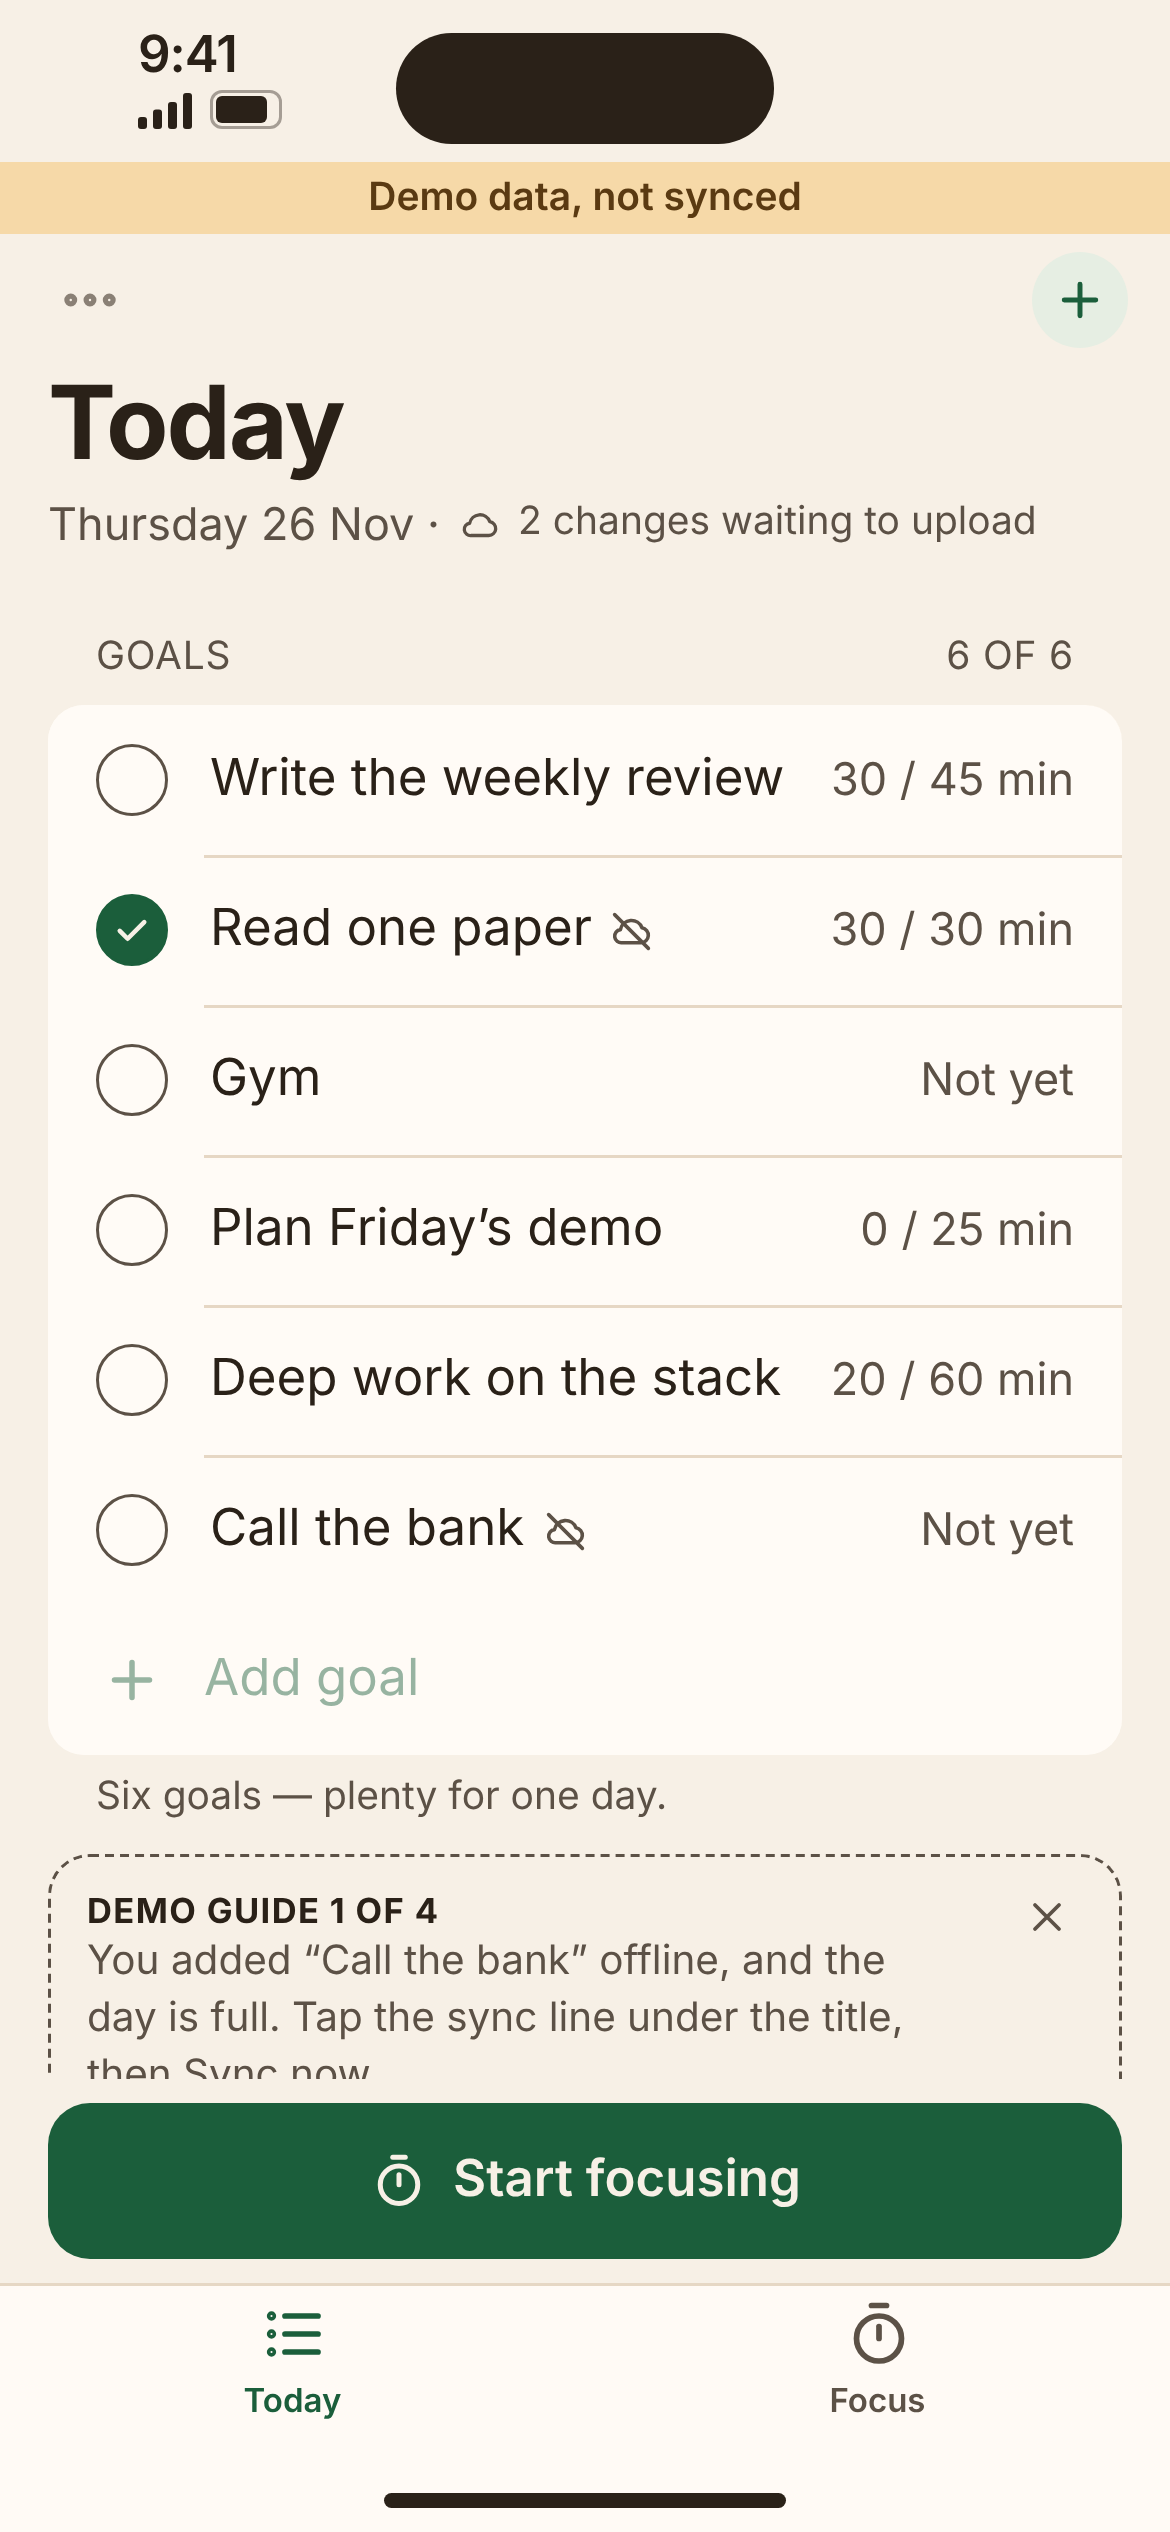 9:41
Demo data, not synced
Today
Thursday 26 Nov · 2 changes waiting to upload
GOALS 6 OF 6
Write the weekly review 30 / 45 min
Read one paper 30 / 30 min
Gym Not yet
Plan Friday’s demo 0 / 25 min
Deep work on the stack 20 / 60 min
Call the bank Not yet
Add goal
Six goals — plenty for one day.
DEMO GUIDE 1 OF 4
You added “Call the bank” offline, and the
day is full. Tap the sync line under the title,
then Sync now
Start focusing
Today Focus